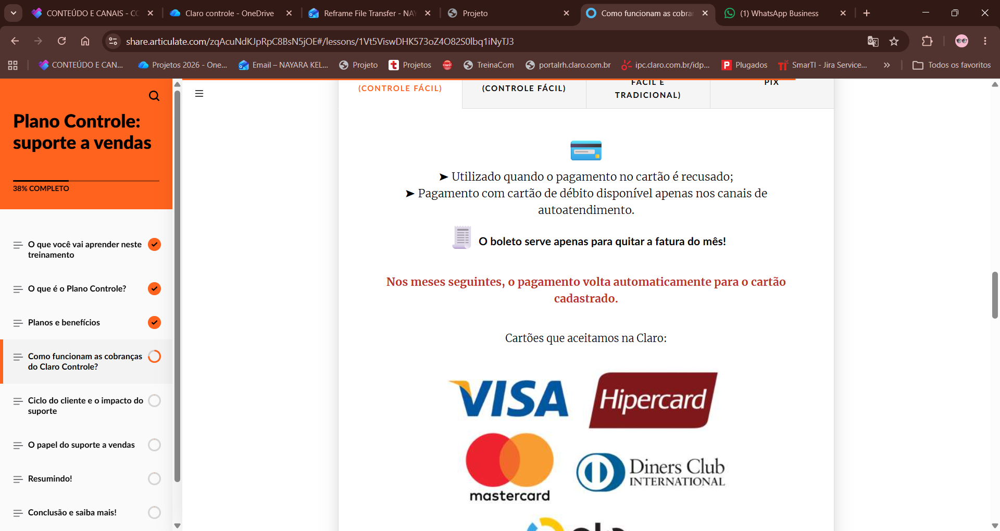 CONTEÚDO E CANAIS - CO
Claro controle - OneDrive
Reframe File Transfer - NAY
Projeto
Como funcionam as cobran
(1) WhatsApp Business
share.articulate.com/zqAcuNdKJpRpC8BsN5jOE#/lessons/1Vt5ViswDHK573oZ4O82S0lbq1iNyTJ3
CONTEÚDO E CAN...
Projetos 2026 - One...
Email – NAYARA KEL...
Projeto
Projetos
Claro
TreinaCom
portalrh.claro.com.br
ipc.claro.com.br/idp...
Plugados
SmarTI - Jira Service...
Todos os favoritos
Plano Controle:
suporte a vendas
38% COMPLETO
O que você vai aprender neste
treinamento
O que é o Plano Controle?
Planos e benefícios
Como funcionam as cobranças
do Claro Controle?
Ciclo do cliente e o impacto do
suporte
O papel do suporte a vendas
Resumindo!
Conclusão e saiba mais!
(CONTROLE FÁCIL)
(CONTROLE FÁCIL)
FÁCIL E
TRADICIONAL)
PIX
➤ Utilizado quando o pagamento no cartão é recusado;
➤ Pagamento com cartão de débito disponível apenas nos canais de
autoatendimento.
O boleto serve apenas para quitar a fatura do mês!
Nos meses seguintes, o pagamento volta automaticamente para o cartão
cadastrado.
Cartões que aceitamos na Claro:
VISA
Hipercard
mastercard
Diners Club
INTERNATIONAL